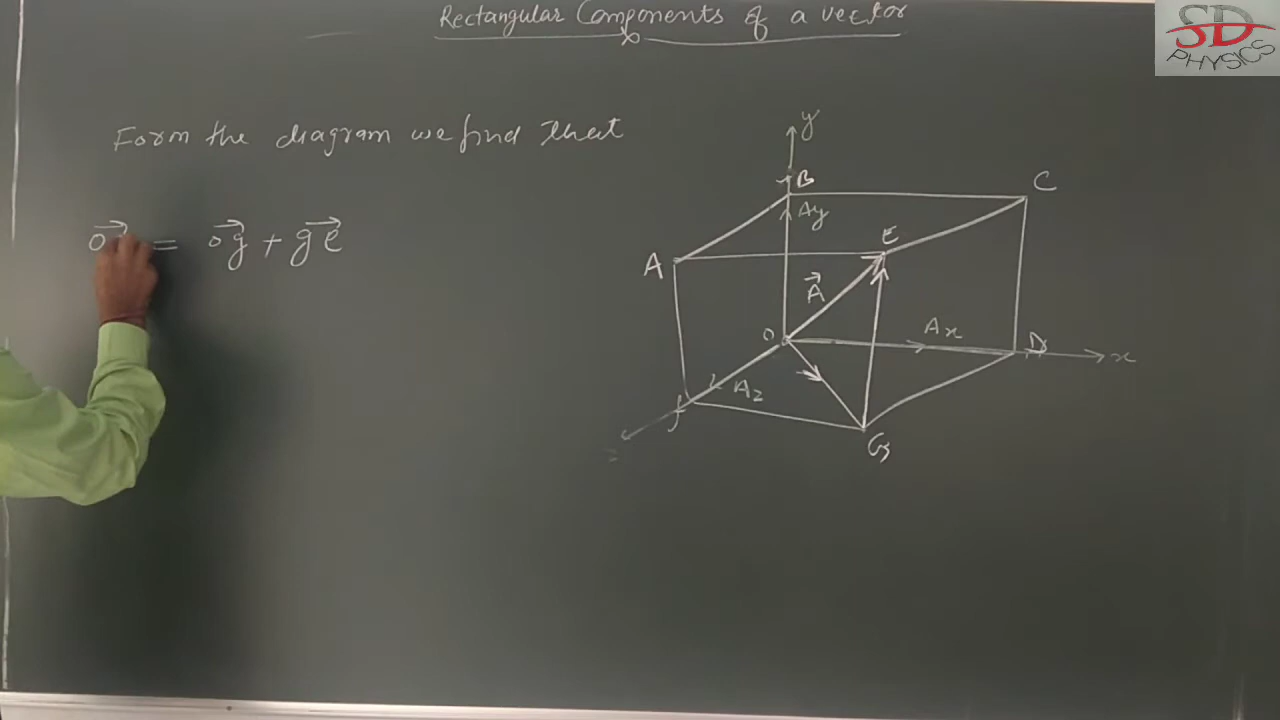 Rectangular Components of a vector
SD
PHYSICS
Form the diagram we find that
y
B
C
Ay
A
E
A
O
Ax
D
x
Az
f
G
= og + ge